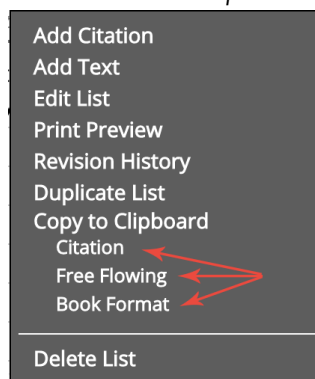 Add Citation
Add Text
Edit List
Print Preview
Revision History
Duplicate List
Copy to Clipboard
Citation
Free Flowing
Book Format
Delete List